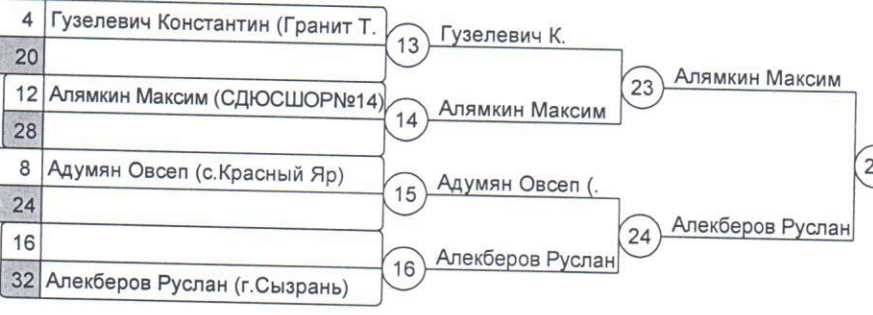 4 Гузелевич Константин (Гранит Т.
20
12 Алямкин Максим (СДЮСШОР№14)
28
8 Адумян Овсеп (с.Красный Яр)
24
16
32 Алекберов Руслан (г.Сызрань)
13 Гузелевич К.
14 Алямкин Максим
15 Адумян Овсеп (.
16 Алекберов Руслан
23 Алямкин Максим
24 Алекберов Руслан
2